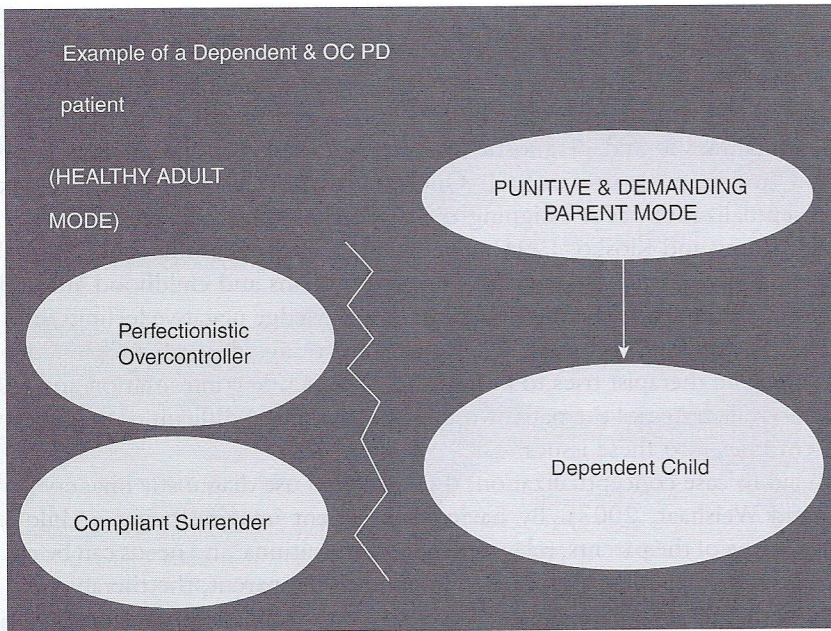 Example of a Dependent & OC PD
patient
(HEALTHY ADULT
MODE)
PUNITIVE & DEMANDING
PARENT MODE
Perfectionistic
Overcontroller
Dependent Child
Compliant Surrender